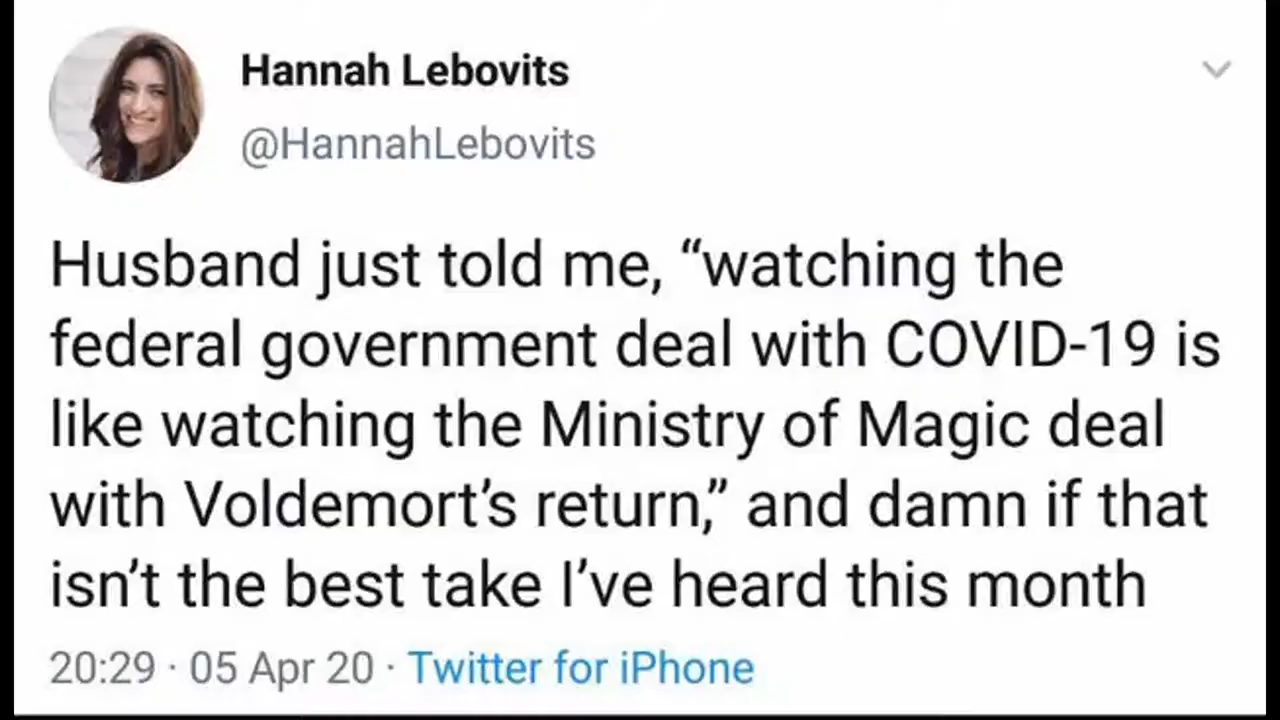 Hannah Lebovits
@HannahLebovits
Husband just told me, “watching the
federal government deal with COVID-19 is
like watching the Ministry of Magic deal
with Voldemort’s return,” and damn if that
isn’t the best take I’ve heard this month
20:29 · 05 Apr 20 · Twitter for iPhone